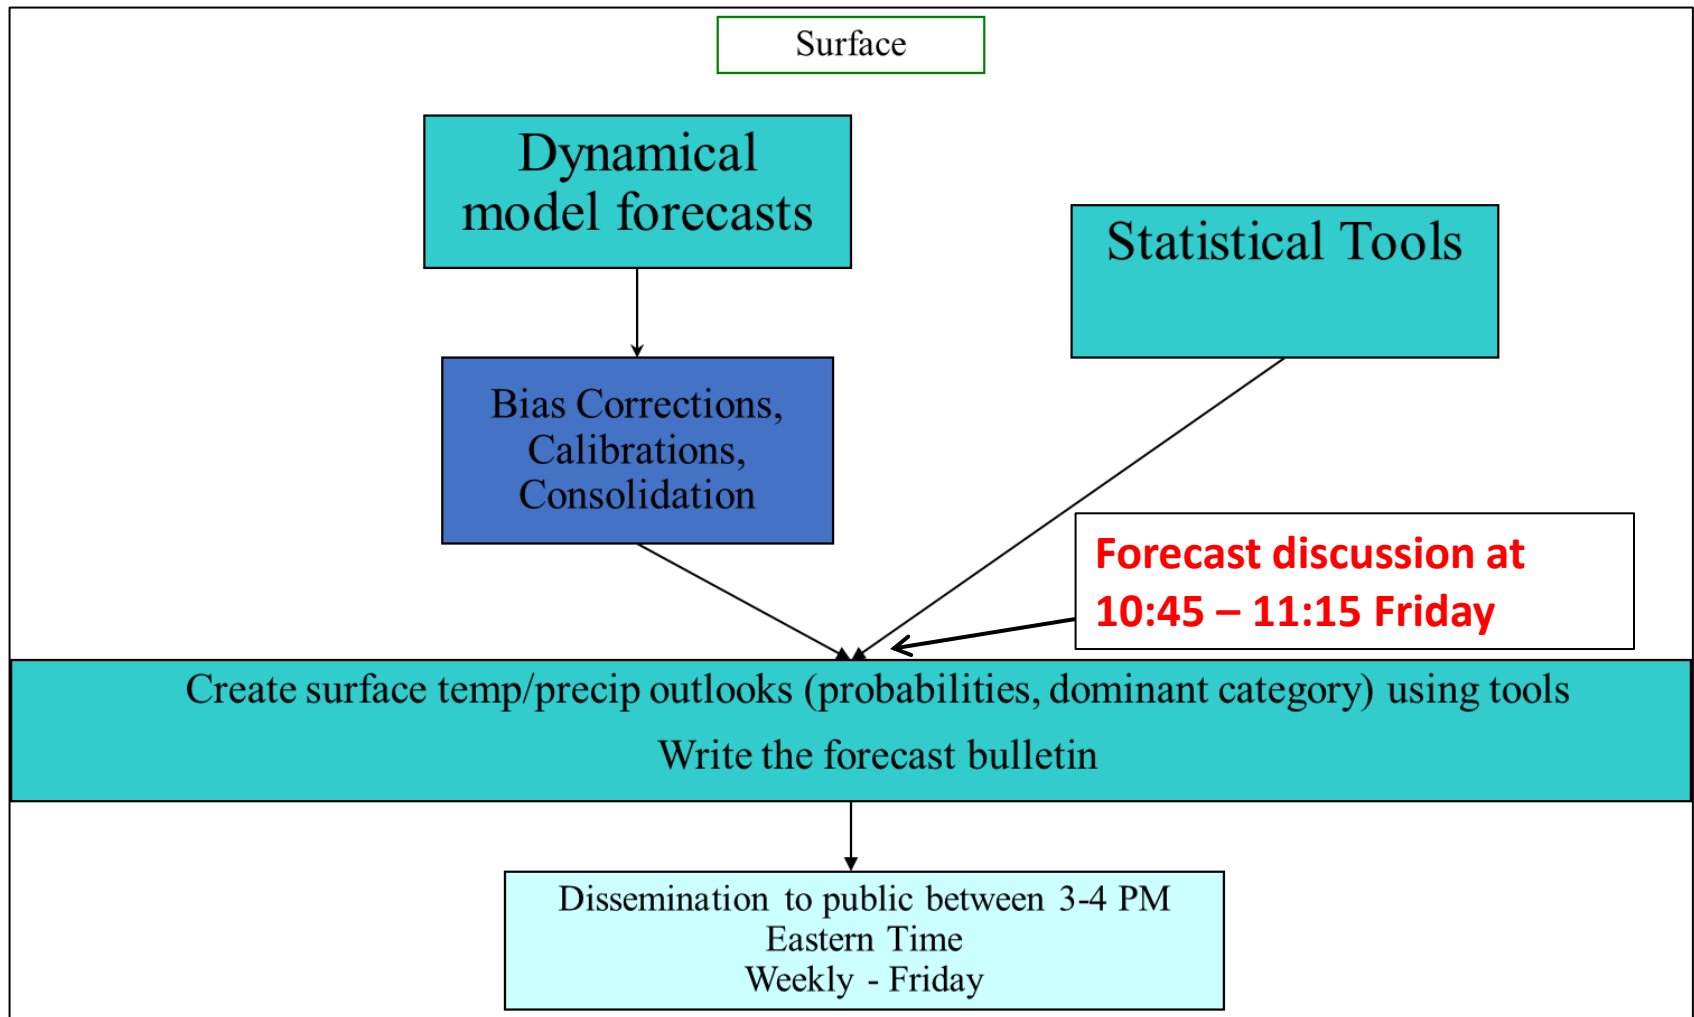 Surface
Dynamical
model forecasts
Statistical Tools
Bias Corrections,
Calibrations,
Consolidation
Forecast discussion at
10:45 – 11:15 Friday
Create surface temp/precip outlooks (probabilities, dominant category) using tools
Write the forecast bulletin
Dissemination to public between 3-4 PM
Eastern Time
Weekly - Friday